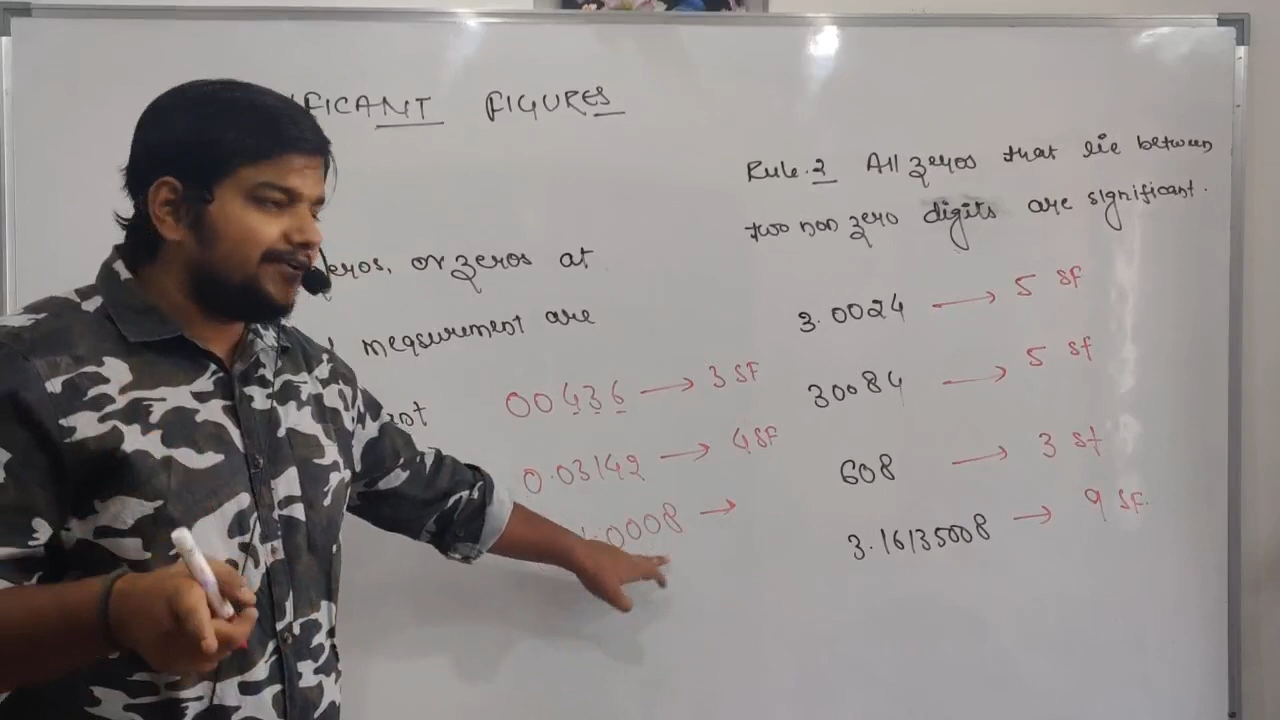 IFICANT FIGURES
eros, or zeros at
measurement are
00436 → 3 SF
0.03142 → 4 SF
.0008 →
Rule.2 All zeros that lie between
two non zero digits are significant.
3.0024 → 5 SF
30084 → 5 Sf
608 → 3 Sf
3.16135008 → 9 SF.